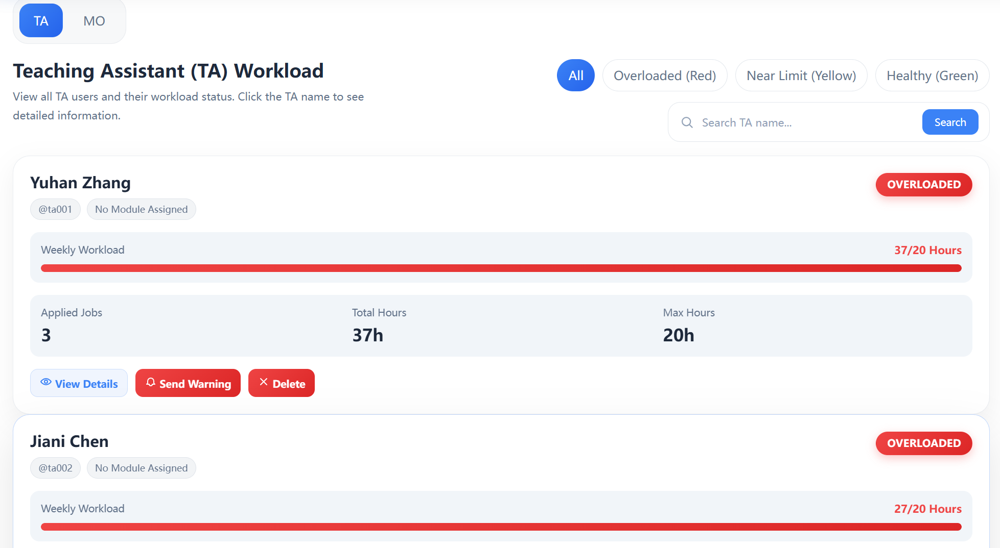 TA MO
Teaching Assistant (TA) Workload
View all TA users and their workload status. Click the TA name to see
detailed information.
All Overloaded (Red) Near Limit (Yellow) Healthy (Green)
Search TA name... Search
Yuhan Zhang
OVERLOADED
@ta001 No Module Assigned
Weekly Workload 37/20 Hours
Applied Jobs Total Hours Max Hours
3 37h 20h
View Details Send Warning Delete
Jiani Chen
OVERLOADED
@ta002 No Module Assigned
Weekly Workload 27/20 Hours